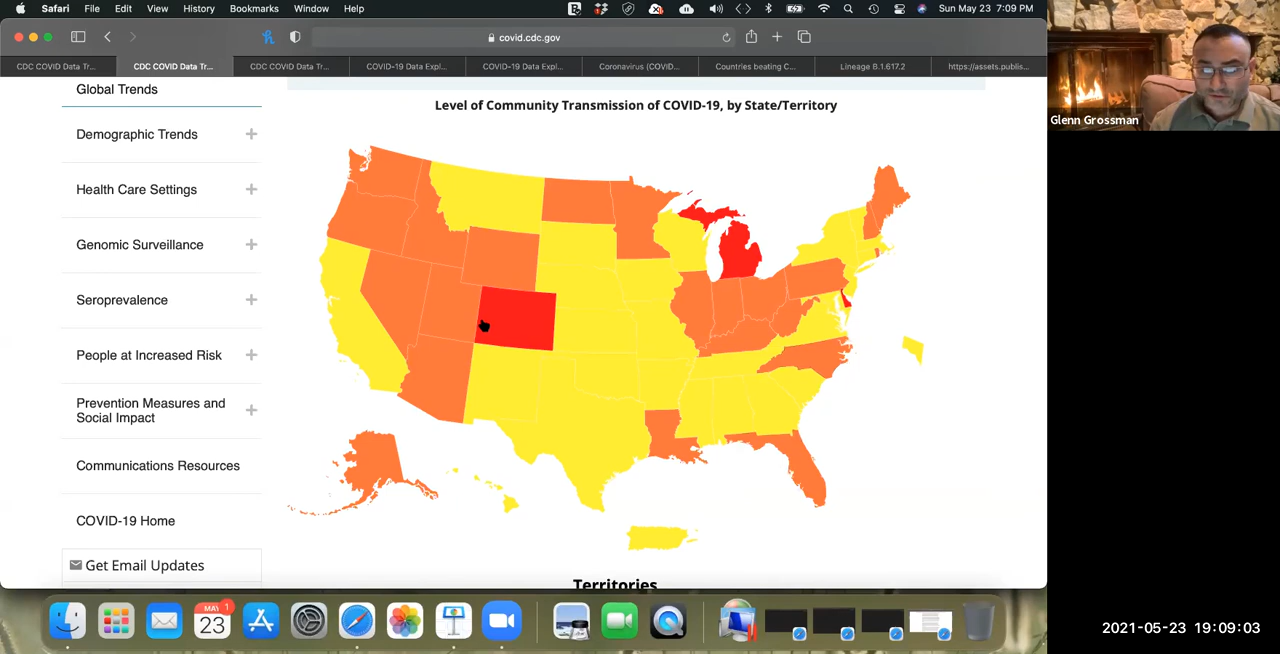 Safari File Edit View History Bookmarks Window Help Sun May 23 7:09 PM
covid.cdc.gov
CDC COVID Data Tr... CDC COVID Data Tr... CDC COVID Data Tr... COVID-19 Data Expl... COVID-19 Data Expl... Coronavirus (COVID... Countries beating C... Lineage B.1.617.2 https://assets.publis...
Global Trends
Demographic Trends
Health Care Settings
Genomic Surveillance
Seroprevalence
People at Increased Risk
Prevention Measures and
Social Impact
Communications Resources
COVID-19 Home
Get Email Updates
Level of Community Transmission of COVID-19, by State/Territory
Territories
Glenn Grossman
MAY 1
23
2021-05-23 19:09:03